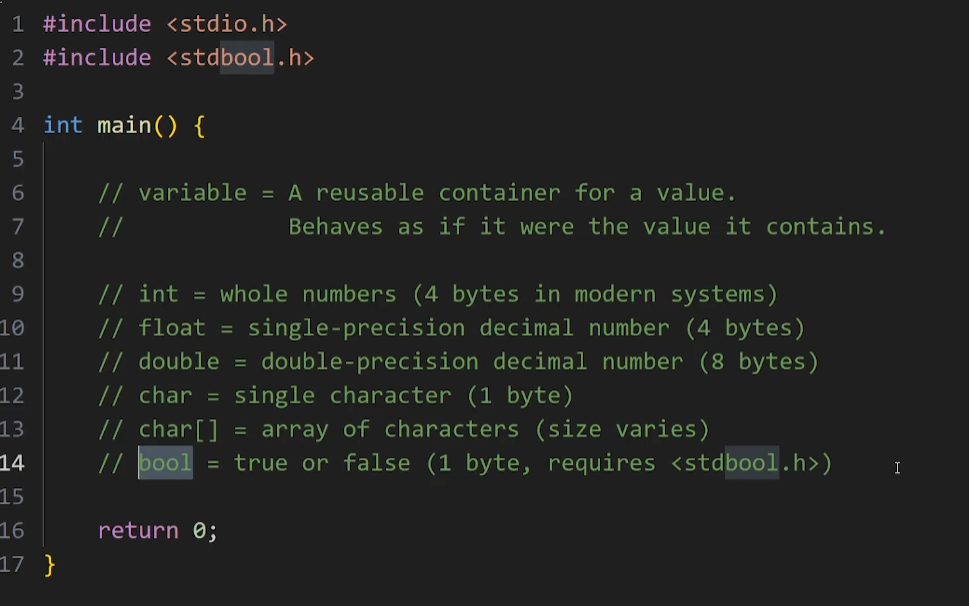 1 #include <stdio.h>
2 #include <stdbool.h>
3
4 int main() {
5
6     // variable = A reusable container for a value.
7     //            Behaves as if it were the value it contains.
8
9     // int = whole numbers (4 bytes in modern systems)
10     // float = single-precision decimal number (4 bytes)
11     // double = double-precision decimal number (8 bytes)
12     // char = single character (1 byte)
13     // char[] = array of characters (size varies)
14     // bool = true or false (1 byte, requires <stdbool.h>)
15
16     return 0;
17 }